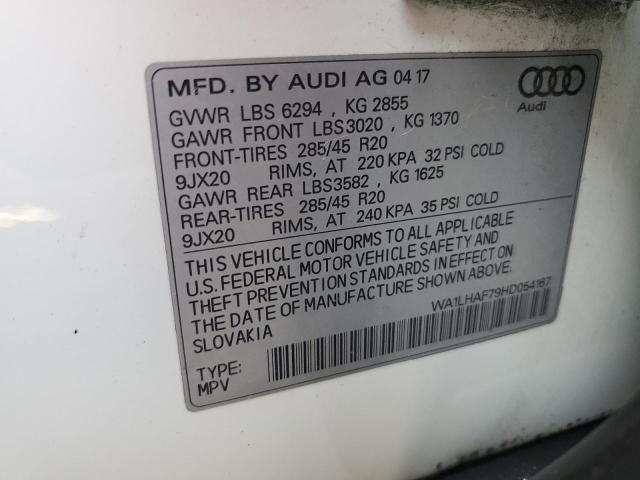 MFD. BY AUDI AG 04 17
Audi
GVWR LBS 6294 , KG 2855
GAWR FRONT LBS3020 , KG 1370
FRONT-TIRES 285/45 R20
9JX20 RIMS, AT 220 KPA 32 PSI COLD
GAWR REAR LBS3582 , KG 1625
REAR-TIRES 285/45 R20
9JX20 RIMS, AT 240 KPA 35 PSI COLD
THIS VEHICLE CONFORMS TO ALL APPLICABLE
U.S. FEDERAL MOTOR VEHICLE SAFETY AND
THEFT PREVENTION STANDARDS IN EFFECT ON
THE DATE OF MANUFACTURE SHOWN ABOVE.
SLOVAKIA
WA1LHAF79HD054167
TYPE:
MPV